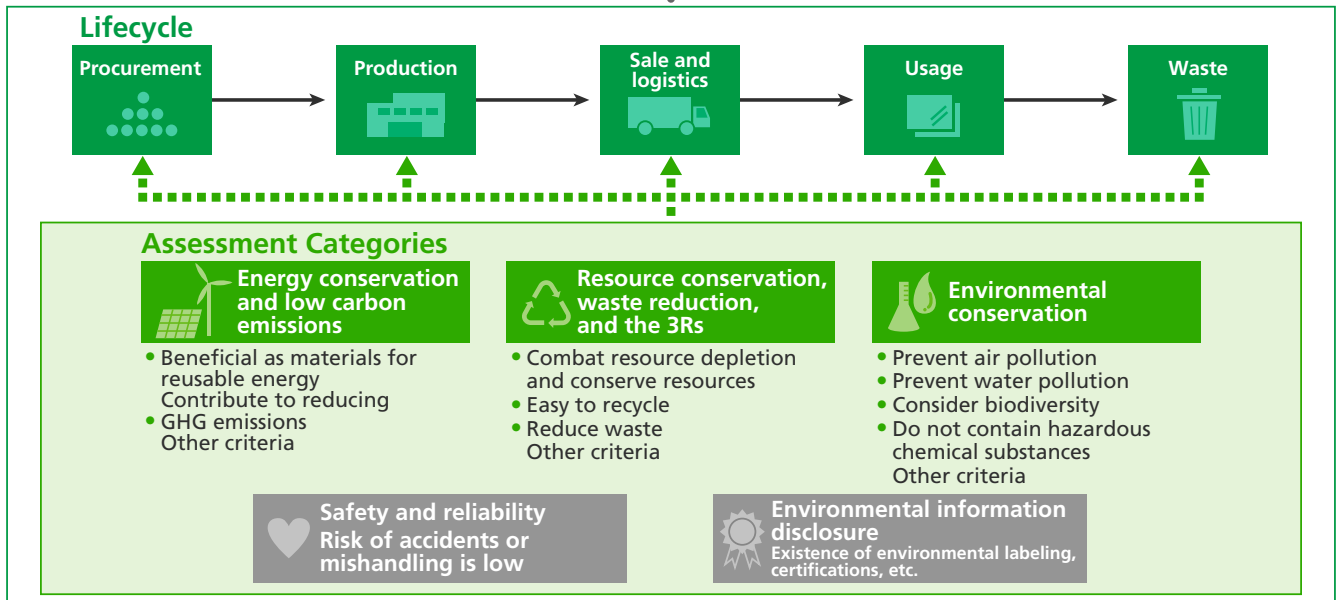 Lifecycle
Procurement
Production
Sale and
logistics
Usage
Waste
Assessment Categories
Energy conservation
and low carbon
emissions
• Beneficial as materials for
reusable energy
Contribute to reducing
• GHG emissions
Other criteria
Resource conservation,
waste reduction,
and the 3Rs
• Combat resource depletion
and conserve resources
• Easy to recycle
• Reduce waste
Other criteria
Environmental
conservation
• Prevent air pollution
• Prevent water pollution
• Consider biodiversity
• Do not contain hazardous
chemical substances
Other criteria
Safety and reliability
Risk of accidents or
mishandling is low
Environmental information
disclosure
Existence of environmental labeling,
certifications, etc.